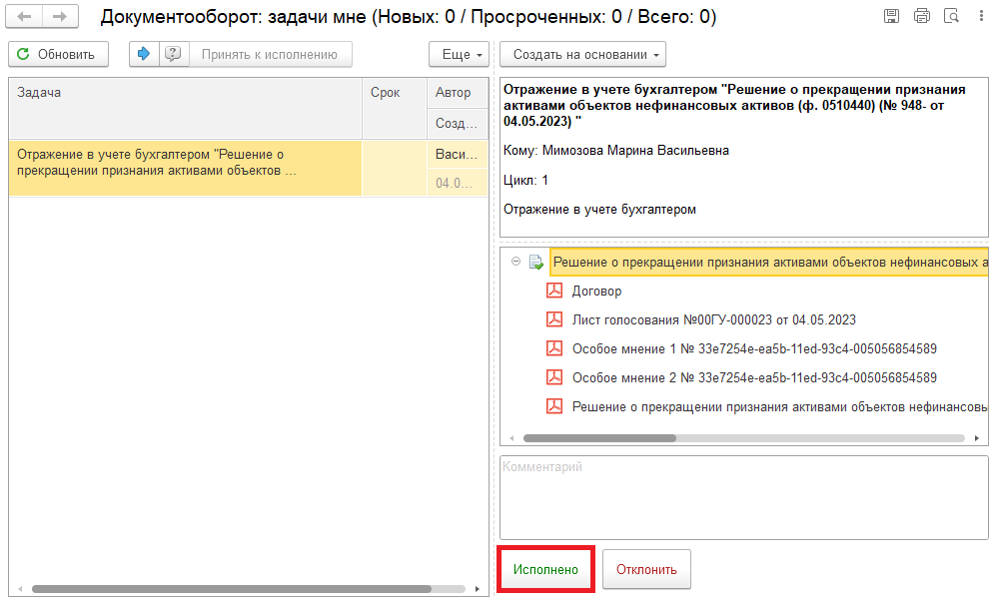 Документооборот: задачи мне (Новых: 0 / Просроченных: 0 / Всего: 0)
Обновить
Принять к исполнению
Еще
Создать на основании
Задача
Срок
Автор
Созд...
Отражение в учете бухгалтером "Решение о
прекращении признания активами объектов ...
Васи...
04.0...
Отражение в учете бухгалтером "Решение о прекращении признания
активами объектов нефинансовых активов (ф. 0510440) (№ 948- от
04.05.2023) "
Кому: Мимозова Марина Васильевна
Цикл: 1
Отражение в учете бухгалтером
Решение о прекращении признания активами объектов нефинансовых а
Договор
Лист голосования №00ГУ-000023 от 04.05.2023
Особое мнение 1 № 33e7254e-ea5b-11ed-93c4-005056854589
Особое мнение 2 № 33e7254e-ea5b-11ed-93c4-005056854589
Решение о прекращении признания активами объектов нефинансовы
Комментарий
Исполнено
Отклонить